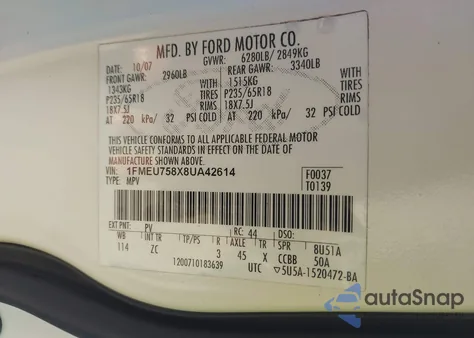 MFD. BY FORD MOTOR CO.
DATE: 10/07 GVWR: 6280LB/ 2849KG
FRONT GAWR: 2960LB REAR GAWR: 3340LB
1343KG WITH 1515KG WITH
P235/65R18 TIRES P235/65R18 TIRES
18X7.5J RIMS 18X7.5J RIMS
AT 220 kPa/ 32 PSI COLD AT 220 kPa/ 32 PSI COLD
THIS VEHICLE CONFORMS TO ALL APPLICABLE FEDERAL MOTOR
VEHICLE SAFETY AND BUMPER STANDARDS IN EFFECT ON THE DATE OF
MANUFACTURE SHOWN ABOVE.
VIN: 1FMEU758X8UA42614 F0037
TYPE: MPV T0139
EXT PNT: PV RC: 44 DSO:
WB INT TR TP/PS R AXLE TR SPR 8U51A
114 ZC 3 45 X CCBB 50A
1200710183639 UTC ▽5U5A-1520472-BA
autoSnap